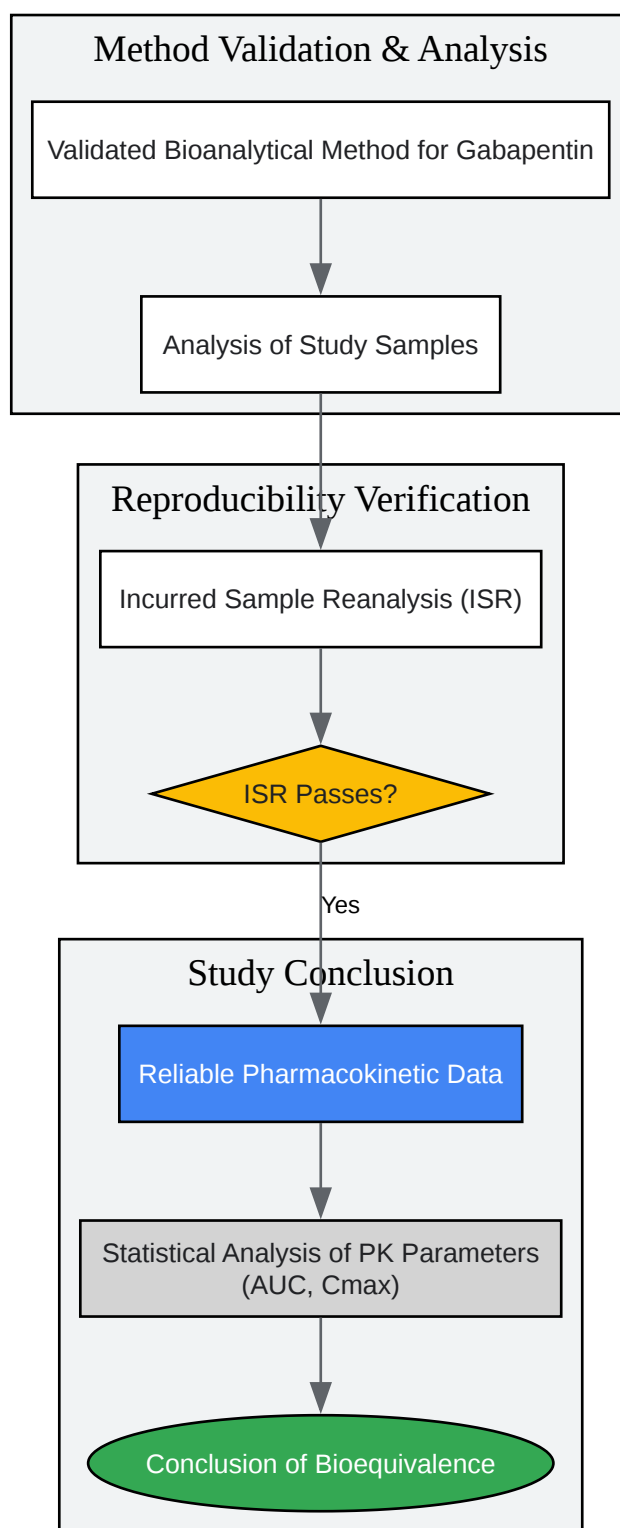 Method Validation & Analysis
Validated Bioanalytical Method for Gabapentin
Analysis of Study Samples
Reproducibility Verification
Incurred Sample Reanalysis (ISR)
ISR Passes?
Yes
Study Conclusion
Reliable Pharmacokinetic Data
Statistical Analysis of PK Parameters
(AUC, Cmax)
Conclusion of Bioequivalence